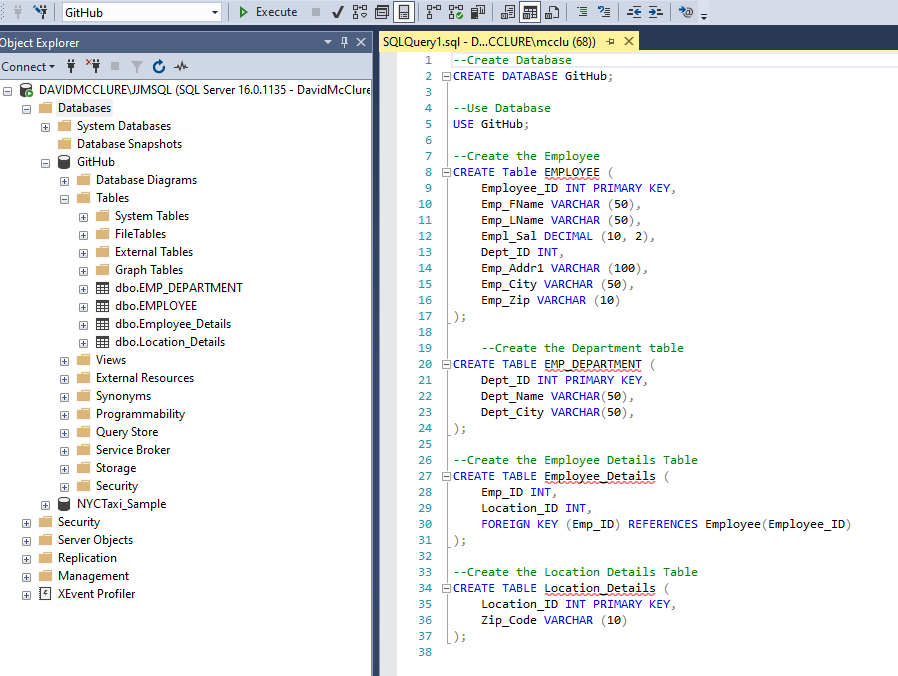 GitHub
Execute
Object Explorer
Connect
DAVIDMCCLURE\JJMSQL (SQL Server 16.0.1135 - DavidMcClure
Databases
System Databases
Database Snapshots
GitHub
Database Diagrams
Tables
System Tables
FileTables
External Tables
Graph Tables
dbo.EMP_DEPARTMENT
dbo.EMPLOYEE
dbo.Employee_Details
dbo.Location_Details
Views
External Resources
Synonyms
Programmability
Query Store
Service Broker
Storage
Security
NYCTaxi_Sample
Security
Server Objects
Replication
Management
XEvent Profiler
SQLQuery1.sql - D...CCLURE\mcclu (68))
1 --Create Database
2 CREATE DATABASE GitHub;
3
4 --Use Database
5 USE GitHub;
6
7 --Create the Employee
8 CREATE Table EMPLOYEE (
9 Employee_ID INT PRIMARY KEY,
10 Emp_FName VARCHAR (50),
11 Emp_LName VARCHAR (50),
12 Empl_Sal DECIMAL (10, 2),
13 Dept_ID INT,
14 Emp_Addr1 VARCHAR (100),
15 Emp_City VARCHAR (50),
16 Emp_Zip VARCHAR (10)
17 );
18
19 --Create the Department table
20 CREATE TABLE EMP_DEPARTMENT (
21 Dept_ID INT PRIMARY KEY,
22 Dept_Name VARCHAR(50),
23 Dept_City VARCHAR(50),
24 );
25
26 --Create the Employee Details Table
27 CREATE TABLE Employee_Details (
28 Emp_ID INT,
29 Location_ID INT,
30 FOREIGN KEY (Emp_ID) REFERENCES Employee(Employee_ID)
31 );
32
33 --Create the Location Details Table
34 CREATE TABLE Location_Details (
35 Location_ID INT PRIMARY KEY,
36 Zip_Code VARCHAR (10)
37 );
38